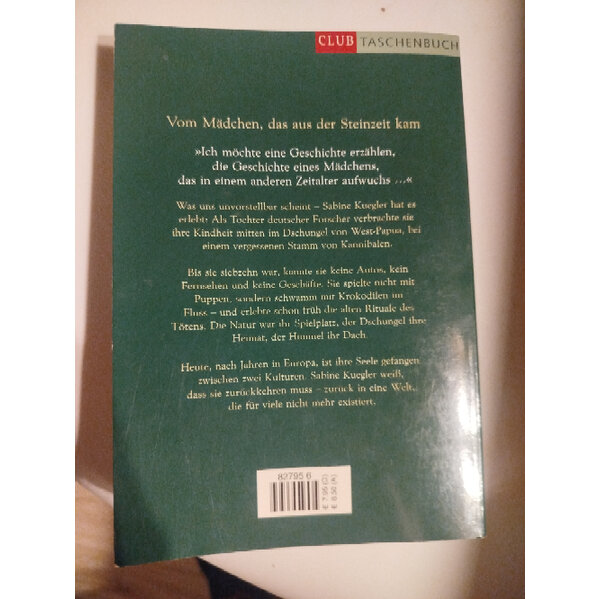 CLUB TASCHENBUCH
Vom Mädchen, das aus der Steinzeit kam
»Ich möchte eine Geschichte erzählen,
die Geschichte eines Mädchens,
das in einem anderen Zeitalter aufwuchs ...«
Was uns unvorstellbar scheint – Sabine Kuegler hat es
erlebt: Als Tochter deutscher Forscher verbrachte sie
ihre Kindheit mitten im Dschungel von West-Papua, bei
einem vergessenen Stamm von Kannibalen.
Bis sie siebzehn war, kannte sie keine Autos, kein
Fernsehen und keine Geschäfte. Sie spielte nicht mit
Puppen, sondern schwamm mit Krokodilen im
Fluss – und erlebte schon früh die alten Rituale des
Tötens. Die Natur war ihr Spielplatz, der Dschungel ihre
Heimat, der Himmel ihr Dach.
Heute, nach Jahren in Europa, ist ihre Seele gefangen
zwischen zwei Kulturen. Sabine Kuegler weiß,
dass sie zurückkehren muss – zurück in eine Welt,
die für viele nicht mehr existiert.
82795 6
€ 7.95 (D)
€ 8.50 (A)